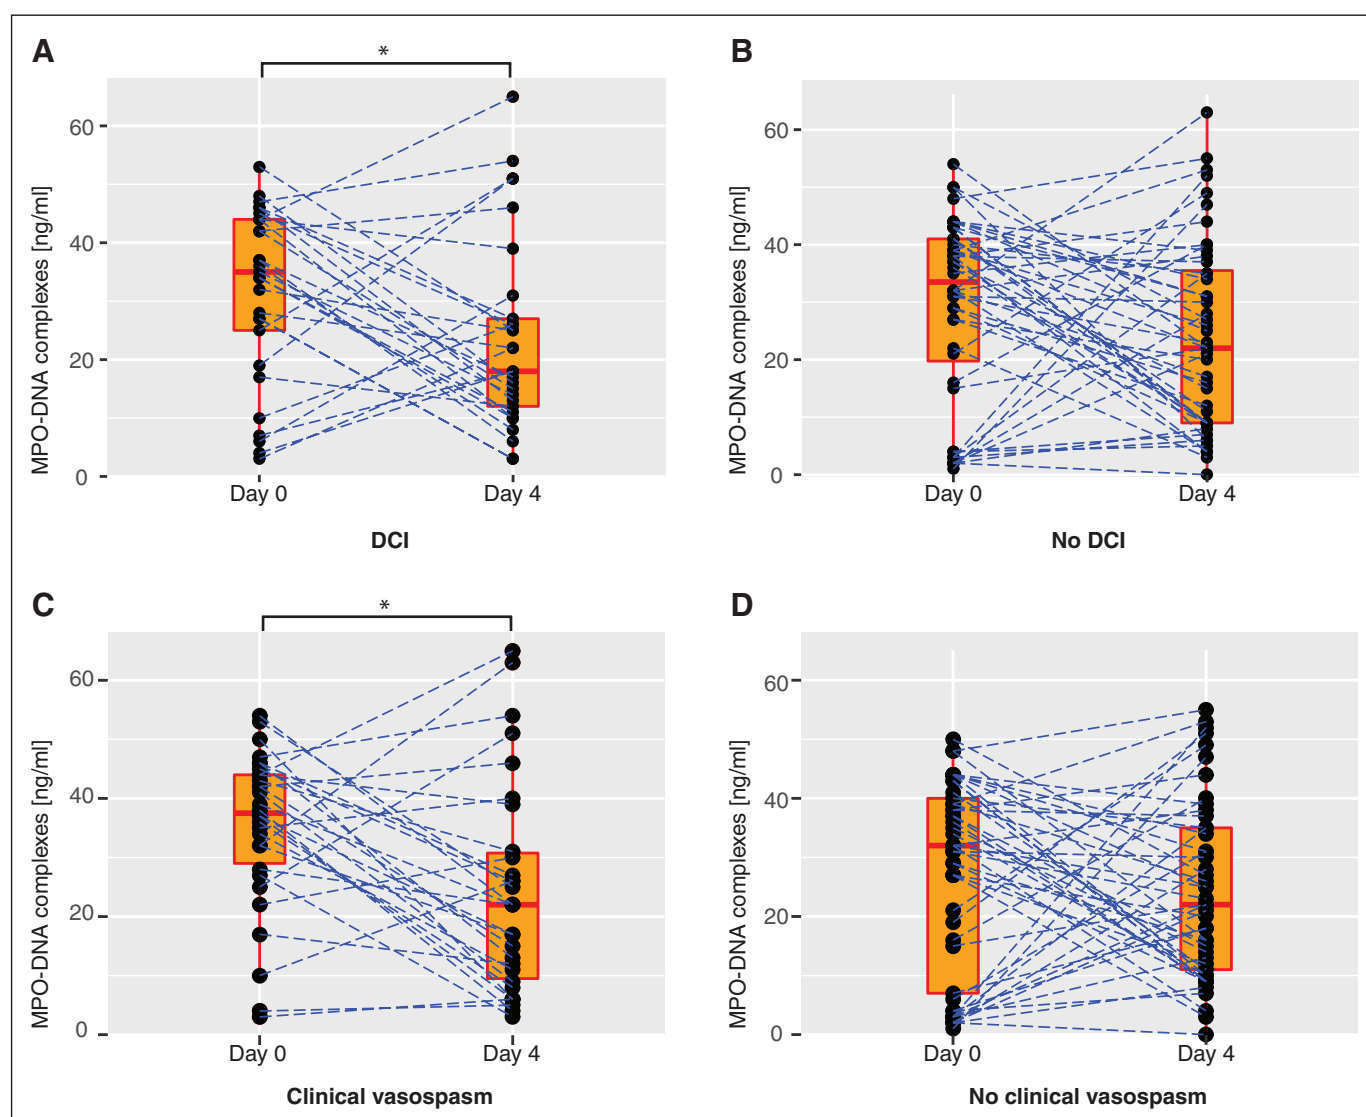 A
*
MPO-DNA complexes [ng/ml]
60
40
20
0
Day 0
Day 4
DCI
B
MPO-DNA complexes [ng/ml]
60
40
20
0
Day 0
Day 4
No DCI
C
*
MPO-DNA complexes [ng/ml]
60
40
20
0
Day 0
Day 4
Clinical vasospasm
D
MPO-DNA complexes [ng/ml]
60
40
20
0
Day 0
Day 4
No clinical vasospasm